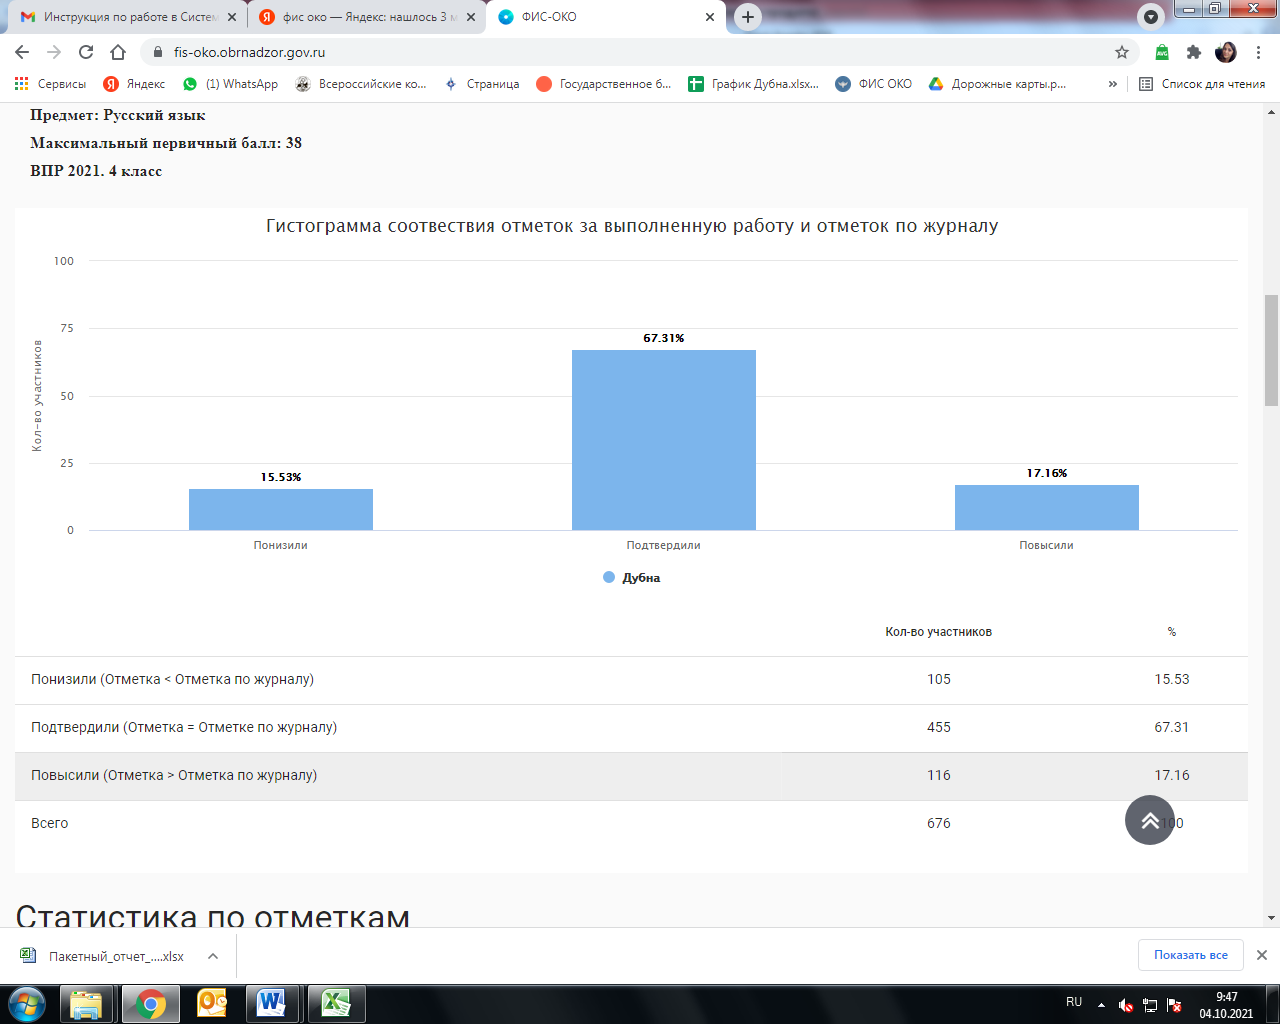 Инструкция по работе в Систем
фис око — Яндекс: нашлось 3 м
ФИС-ОКО
fis-oko.obrnadzor.gov.ru
Сервисы
Яндекс
(1) WhatsApp
Всероссийские ко...
Страница
Государственное б...
График Дубна.xlsx...
ФИС ОКО
Дорожные карты.р...
»
Список для чтения
Предмет: Русский язык
Максимальный первичный балл: 38
ВПР 2021. 4 класс
Гистограмма соотвествия отметок за выполненную работу и отметок по журналу
Кол-во участников
100
75
50
25
0
15.53%
67.31%
17.16%
Понизили
Подтвердили
Повысили
Дубна
Кол-во участников %
Понизили (Отметка < Отметка по журналу) 105 15.53
Подтвердили (Отметка = Отметке по журналу) 455 67.31
Повысили (Отметка > Отметка по журналу) 116 17.16
Всего 676 100
Статистика по отметкам
Пакетный_отчет_....xlsx
Показать все
RU
9:47
04.10.2021